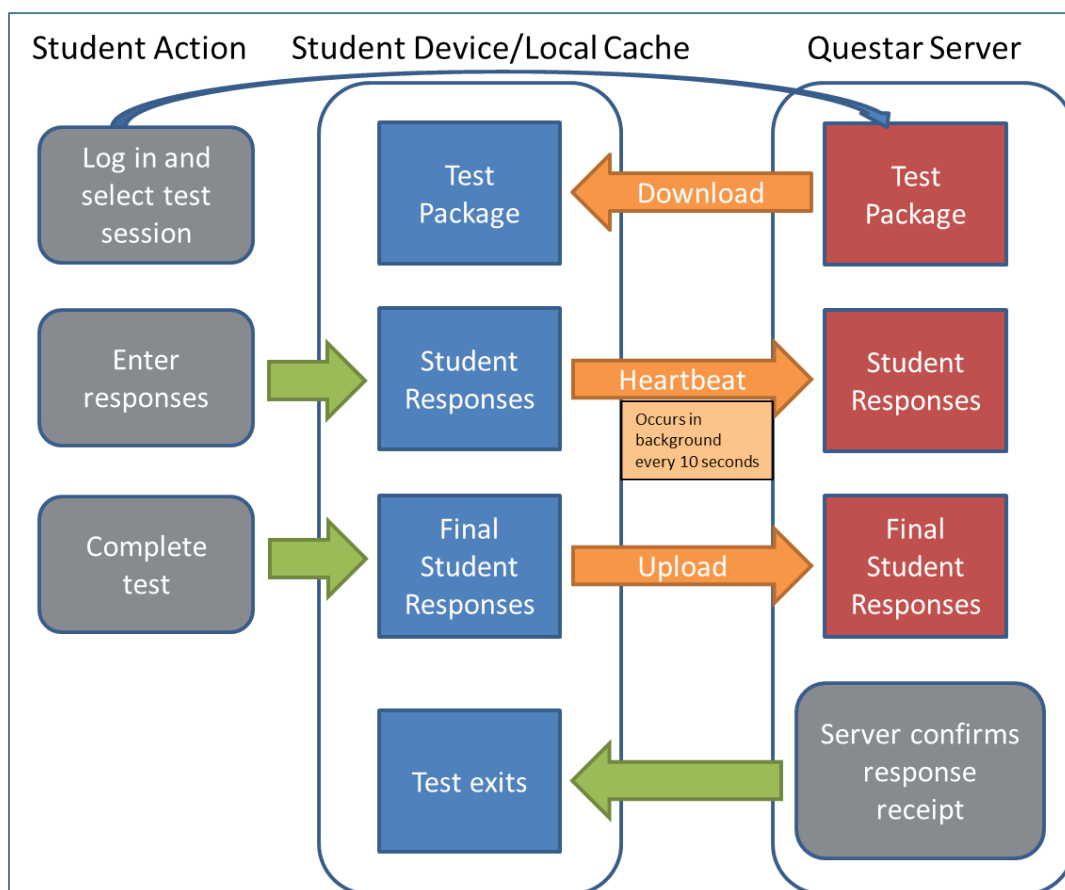 Student Action
Student Device/Local Cache
Questar Server
Log in and
select test
session
Test
Package
Download
Test
Package
Enter
responses
Student
Responses
Heartbeat
Occurs in
background
every 10 seconds
Student
Responses
Complete
test
Final
Student
Responses
Upload
Final
Student
Responses
Test exits
Server confirms
response
receipt